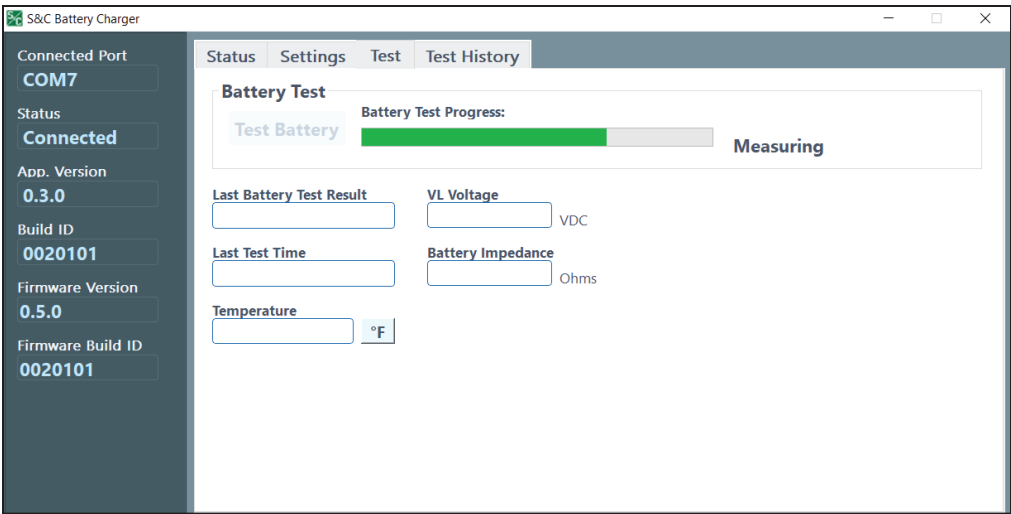 S&C Battery Charger
Connected Port
COM7
Status
Connected
App. Version
0.3.0
Build ID
0020101
Firmware Version
0.5.0
Firmware Build ID
0020101
Status Settings Test Test History
Battery Test
Test Battery
Battery Test Progress:
Measuring
Last Battery Test Result
VL Voltage
VDC
Last Test Time
Battery Impedance
Ohms
Temperature
°F